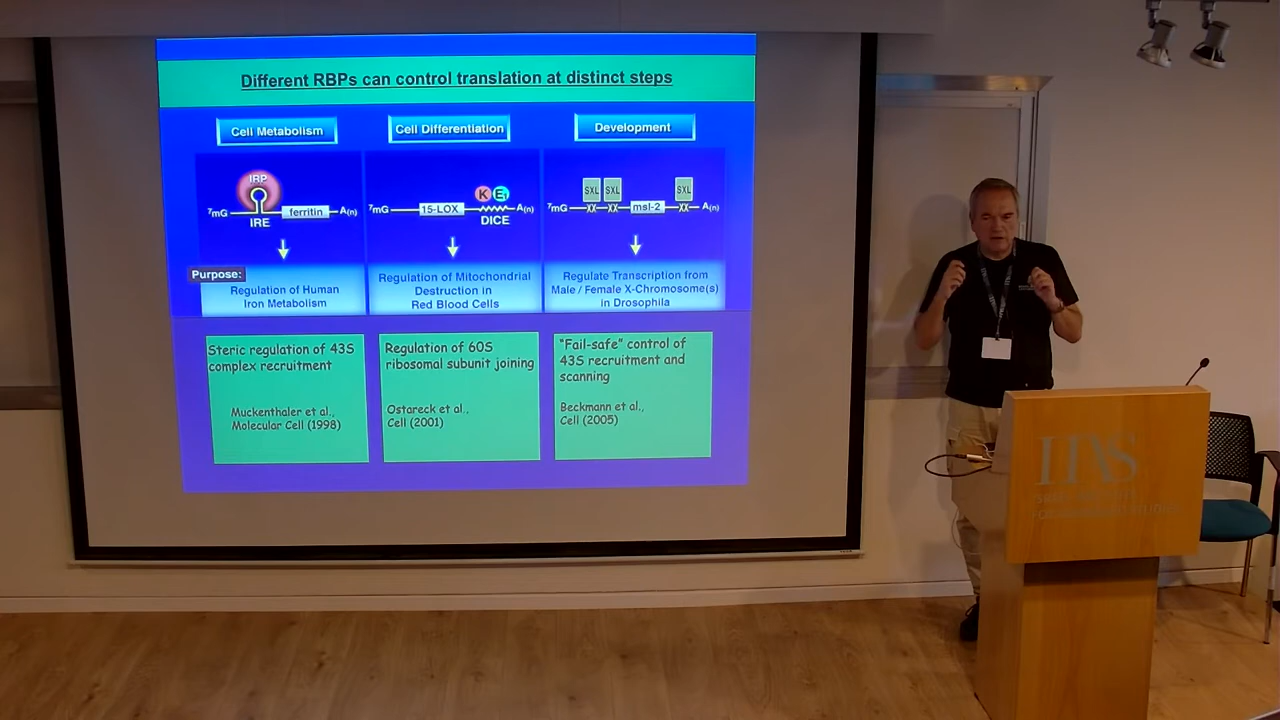 Different RBPs can control translation at distinct steps
Cell Metabolism
Cell Differentiation
Development
IRP
7mG
ferritin
A(n)
IRE
K E1
7mG
15-LOX
A(n)
DICE
SXL SXL SXL
7mG
msl-2
A(n)
Purpose:
Regulation of Human
Iron Metabolism
Regulation of Mitochondrial
Destruction in
Red Blood Cells
Regulate Transcription from
Male / Female X-Chromosome(s)
in Drosophila
Steric regulation of 43S
complex recruitment
Muckenthaler et al.,
Molecular Cell (1998)
Regulation of 60S
ribosomal subunit joining
Ostareck et al.,
Cell (2001)
"Fail-safe" control of
43S recruitment and
scanning
Beckmann et al.,
Cell (2005)
IIAS